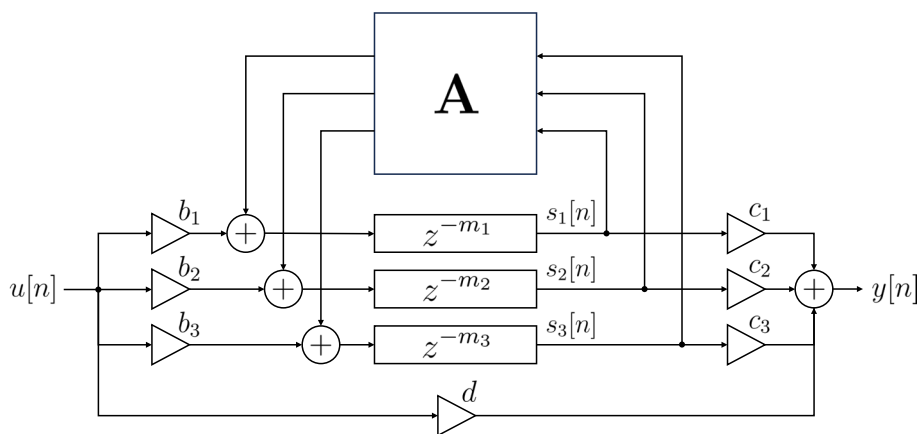 A
b₁
z^{-m₁}
s₁[n]
c₁
b₂
z^{-m₂}
s₂[n]
c₂
u[n]
y[n]
b₃
z^{-m₃}
s₃[n]
c₃
d